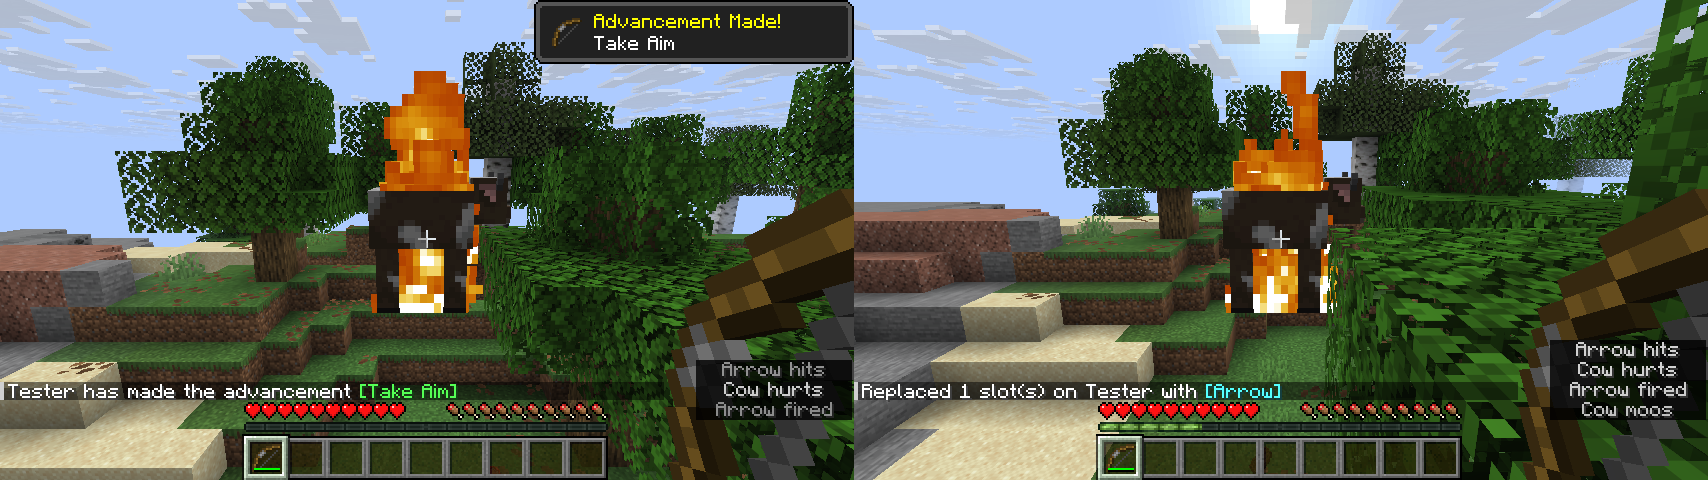 Advancement Made!
Take Aim
Arrow hits
Cow hurts
Arrow fired
Tester has made the advancement [Take Aim]
Arrow hits
Cow hurts
Arrow fired
Cow moos
Replaced 1 slot(s) on Tester with [Arrow]